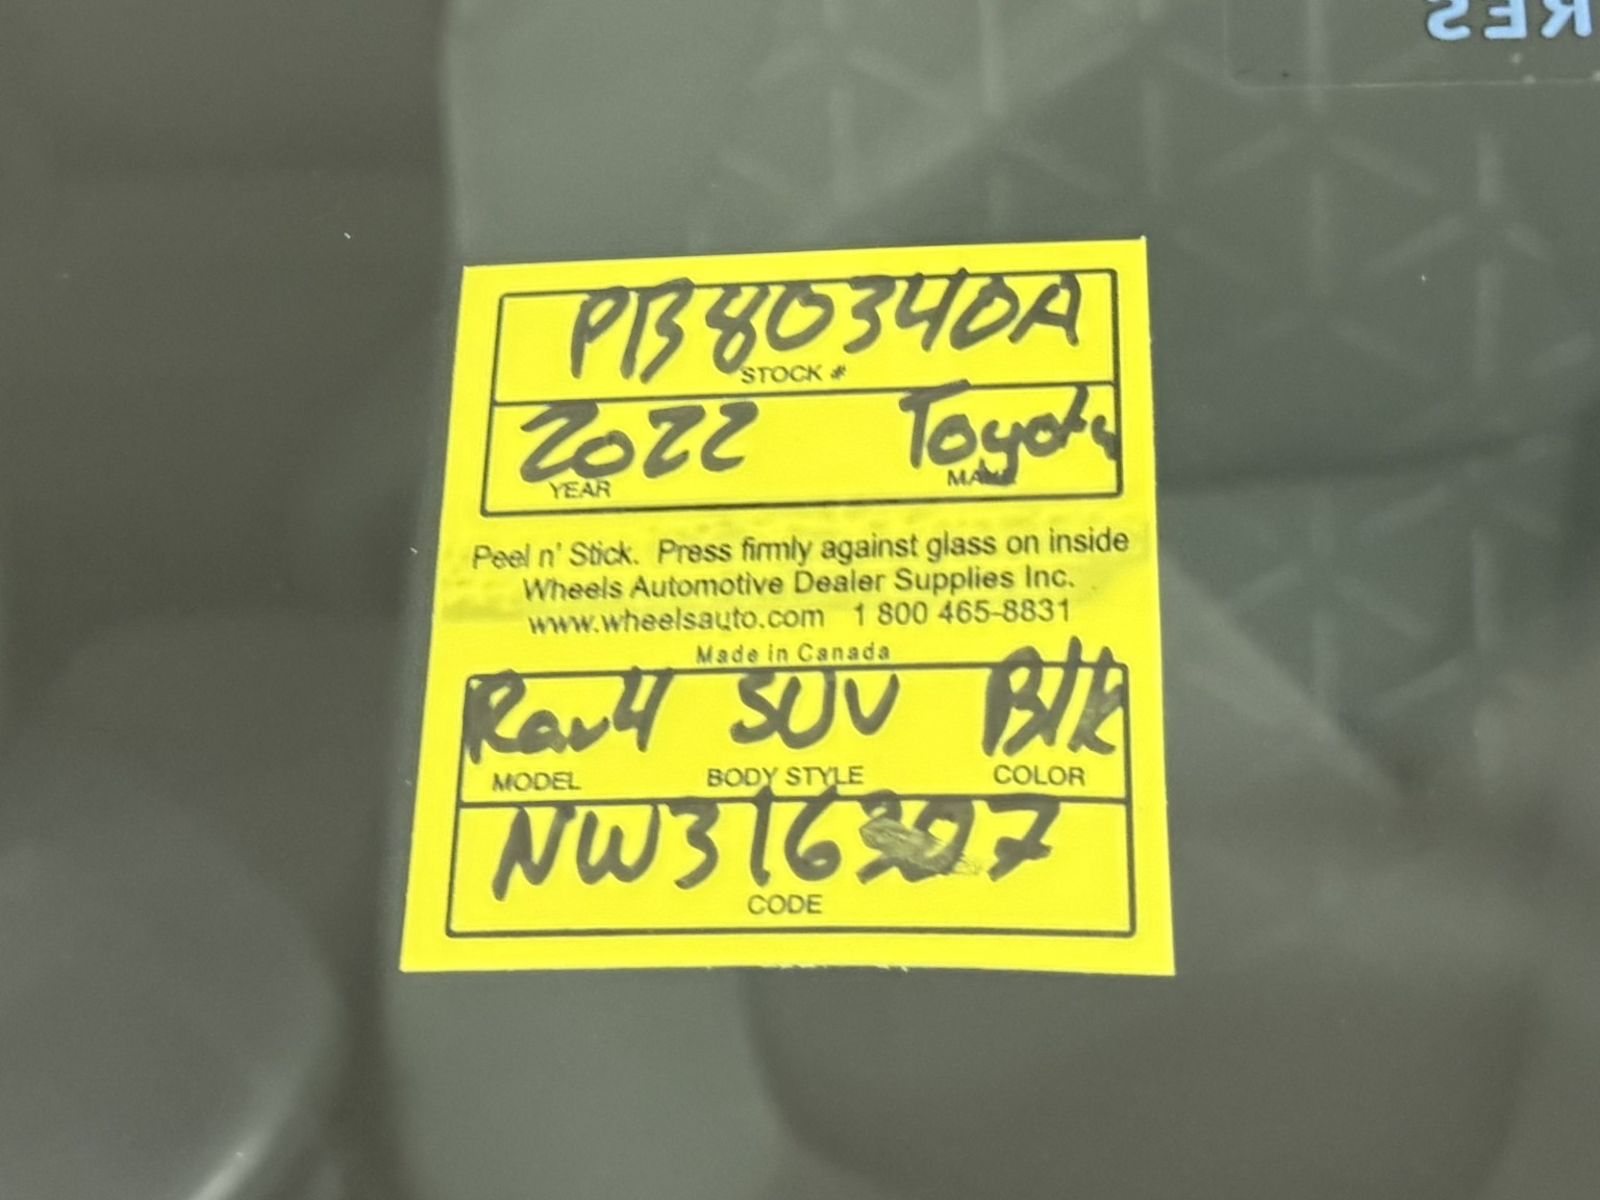 RES
PB80340A
STOCK #
2022 Toyota
YEAR MAKE
Peel n' Stick. Press firmly against glass on inside
Wheels Automotive Dealer Supplies Inc.
www.wheelsauto.com 1 800 465-8831
Made in Canada
Rav4 SUV Blk
MODEL BODY STYLE COLOR
CODE